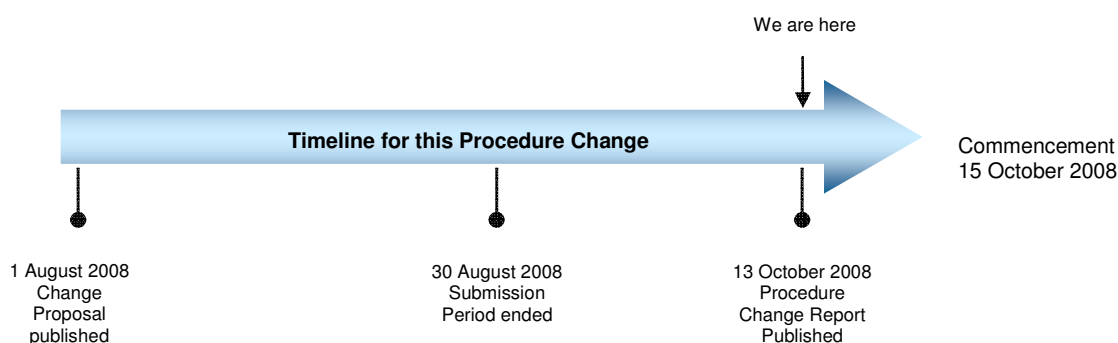 We are here
Timeline for this Procedure Change
Commencement
15 October 2008
1 August 2008
Change
Proposal
published
30 August 2008
Submission
Period ended
13 October 2008
Procedure
Change Report
Published